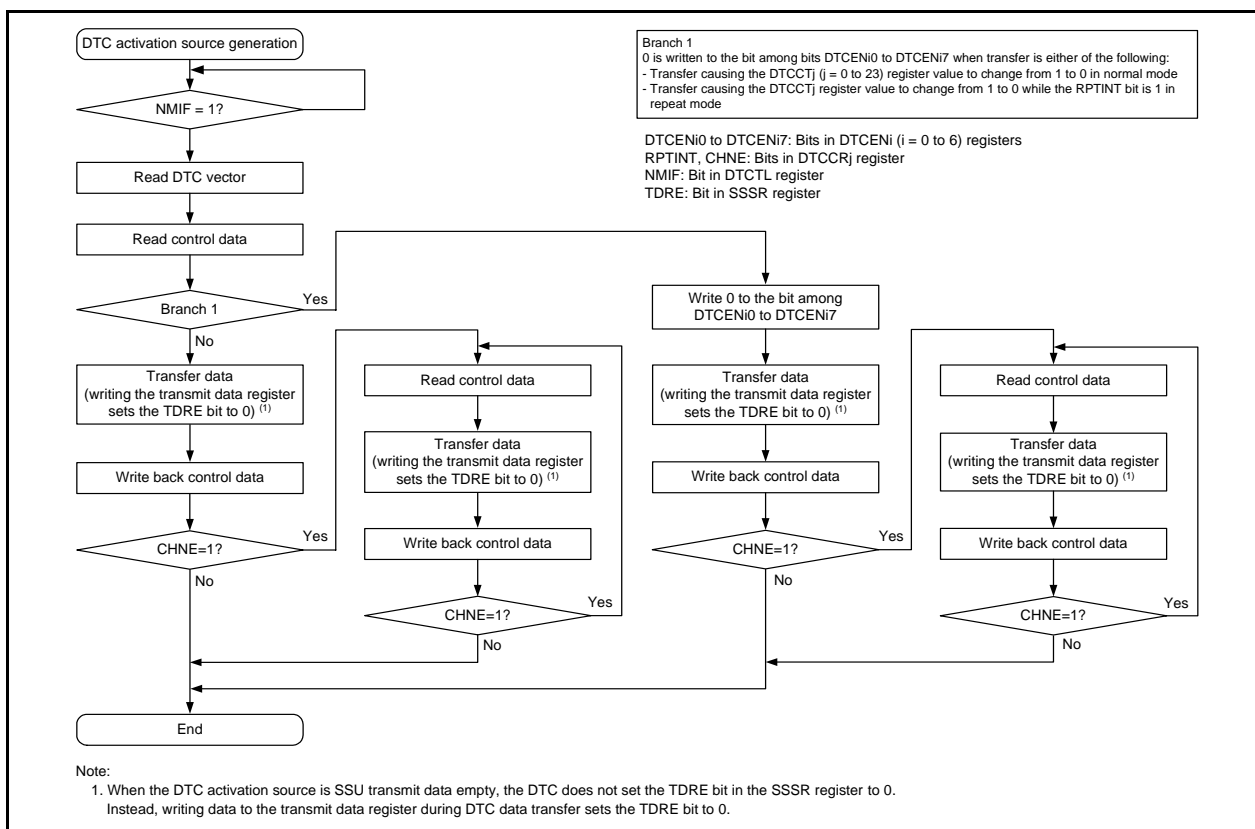 DTC activation source generation
NMIF = 1?
Read DTC vector
Read control data
Branch 1
Yes
No
Transfer data
(writing the transmit data register
sets the TDRE bit to 0) (1)
Write back control data
CHNE=1?
Yes
No
Read control data
Transfer data
(writing the transmit data register
sets the TDRE bit to 0) (1)
Write back control data
CHNE=1?
Yes
No
Branch 1
0 is written to the bit among bits DTCENi0 to DTCENi7 when transfer is either of the following:
- Transfer causing the DTCCTj (j = 0 to 23) register value to change from 1 to 0 in normal mode
- Transfer causing the DTCCTj register value to change from 1 to 0 while the RPTINT bit is 1 in
repeat mode
DTCENi0 to DTCENi7: Bits in DTCENi (i = 0 to 6) registers
RPTINT, CHNE: Bits in DTCCRj register
NMIF: Bit in DTCTL register
TDRE: Bit in SSSR register
Write 0 to the bit among
DTCENi0 to DTCENi7
Transfer data
(writing the transmit data register
sets the TDRE bit to 0) (1)
Write back control data
CHNE=1?
Yes
No
Read control data
Transfer data
(writing the transmit data register
sets the TDRE bit to 0) (1)
Write back control data
CHNE=1?
Yes
No
End
Note:
1. When the DTC activation source is SSU transmit data empty, the DTC does not set the TDRE bit in the SSSR register to 0.
Instead, writing data to the transmit data register during DTC data transfer sets the TDRE bit to 0.